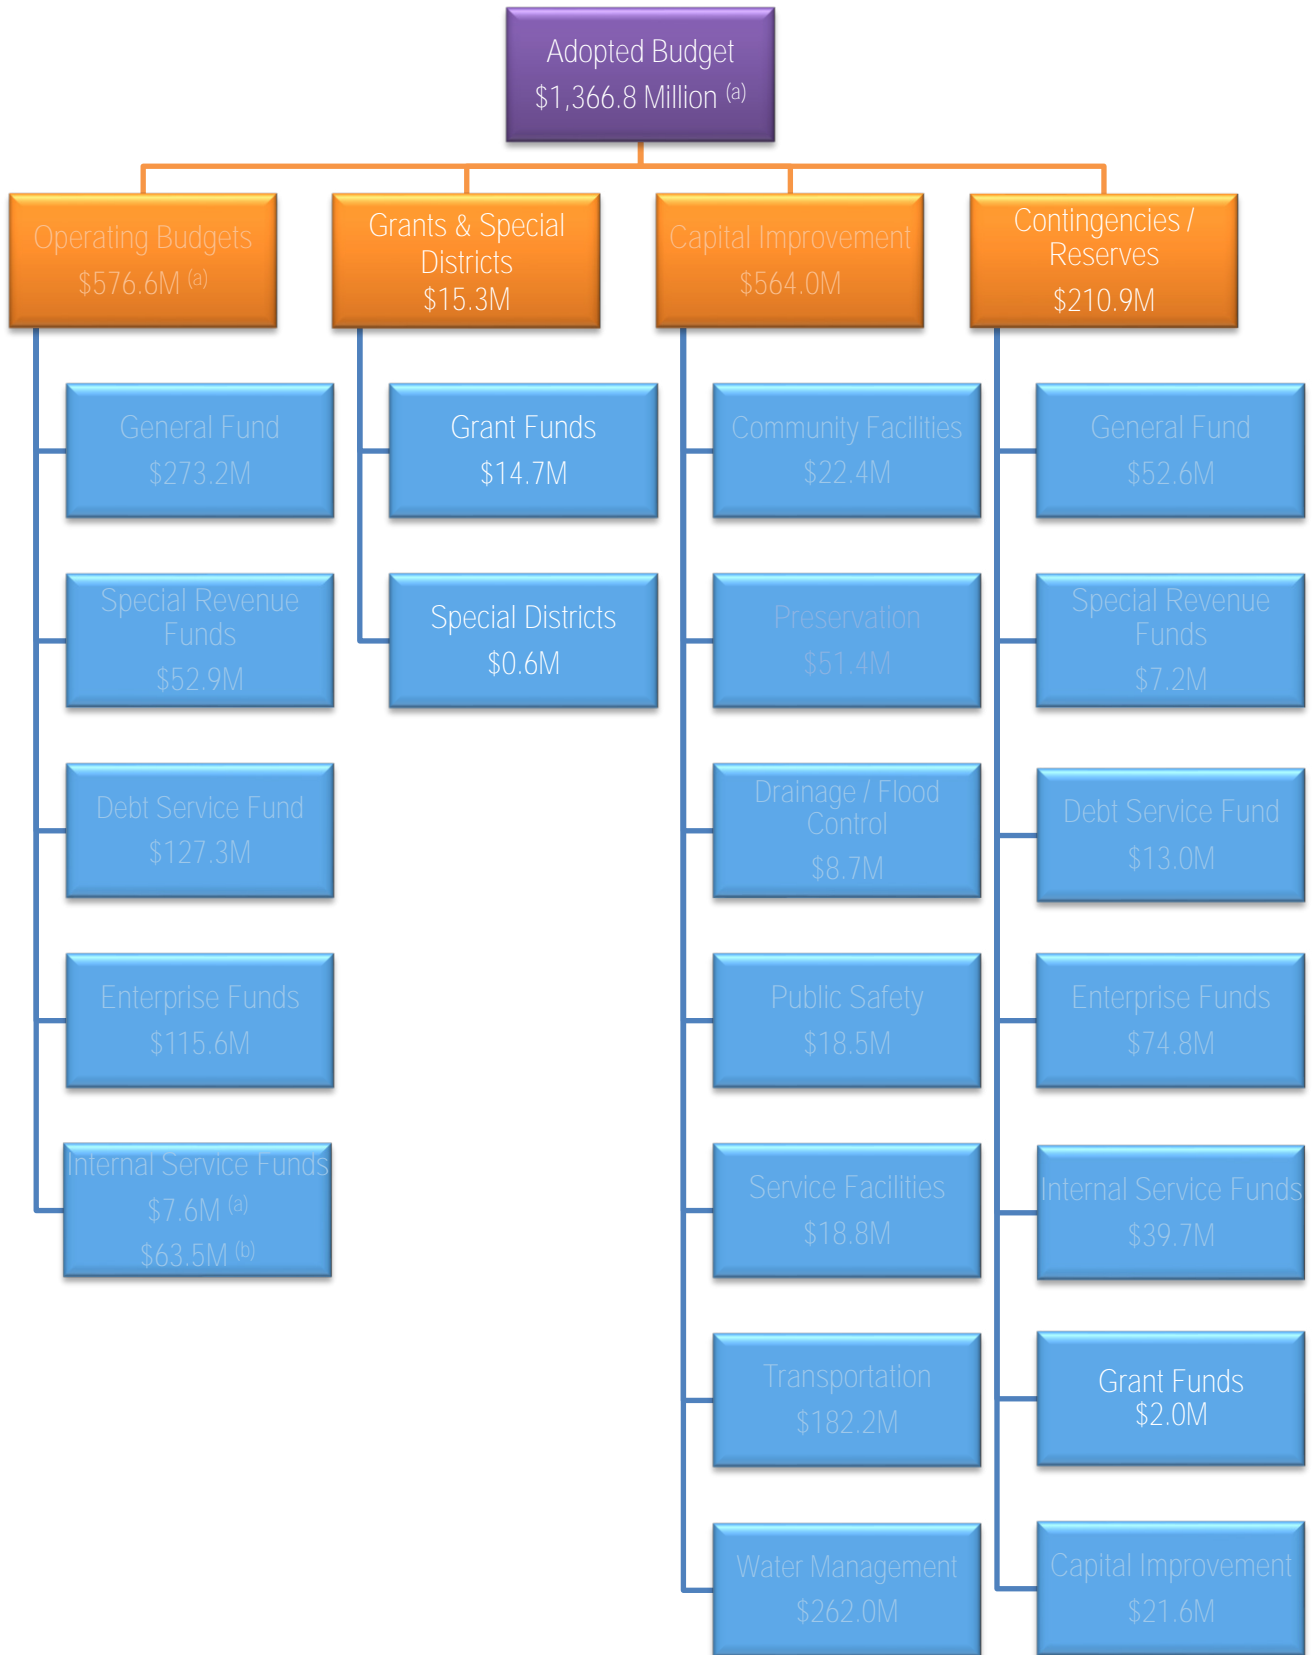 Adopted Budget
$1,366.8 Million (a)
Operating Budgets
$576.6M (a)
Grants & Special
Districts
$15.3M
Capital Improvement
$564.0M
Contingencies /
Reserves
$210.9M
General Fund
$273.2M
Special Revenue
Funds
$52.9M
Debt Service Fund
$127.3M
Enterprise Funds
$115.6M
Internal Service Funds
$7.6M (a)
$63.5M (b)
Grant Funds
$14.7M
Special Districts
$0.6M
Community Facilities
$22.4M
Preservation
$51.4M
Drainage / Flood
Control
$8.7M
Public Safety
$18.5M
Service Facilities
$18.8M
Transportation
$182.2M
Water Management
$262.0M
General Fund
$52.6M
Special Revenue
Funds
$7.2M
Debt Service Fund
$13.0M
Enterprise Funds
$74.8M
Internal Service Funds
$39.7M
Grant Funds
$2.0M
Capital Improvement
$21.6M